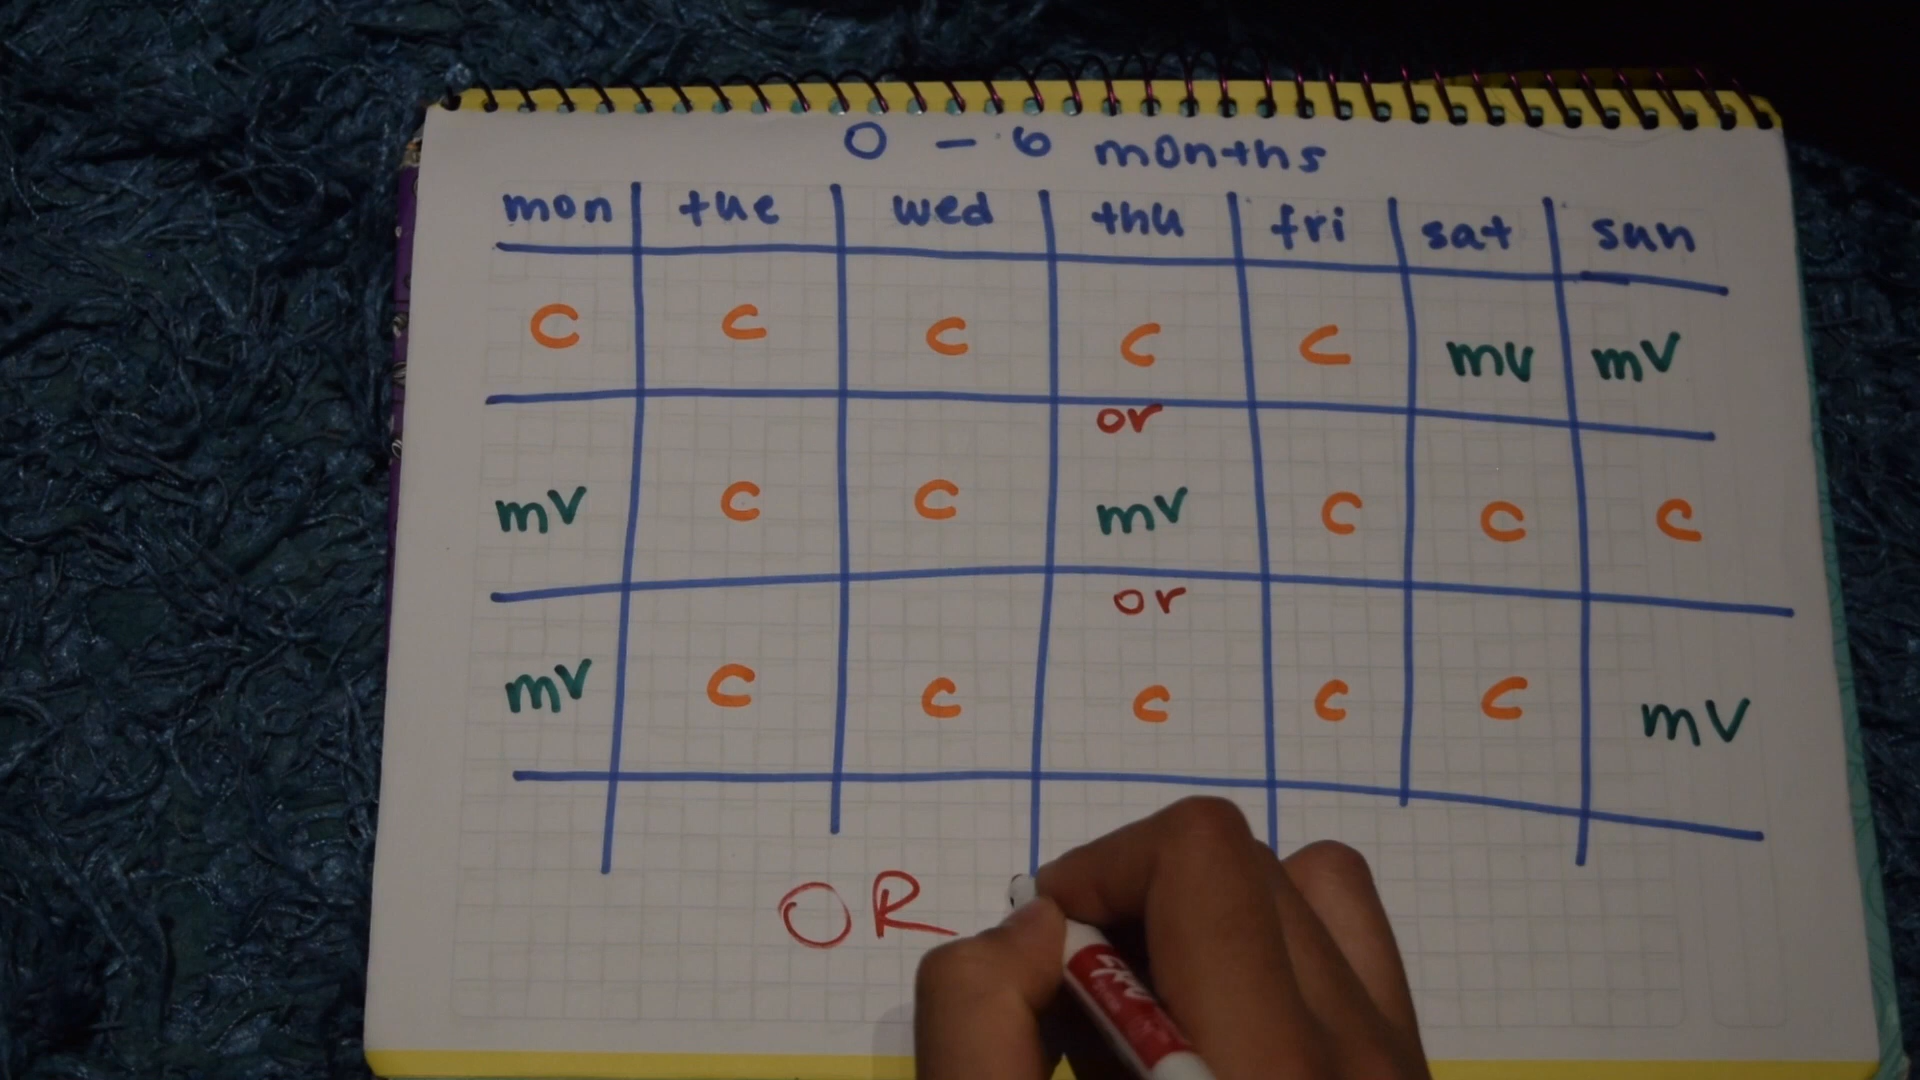 0 - 6 months
mon tue wed thu fri sat sun
C C C C C mv mv
or
mv C C mv C C C
or
mv C C C C C mv
OR